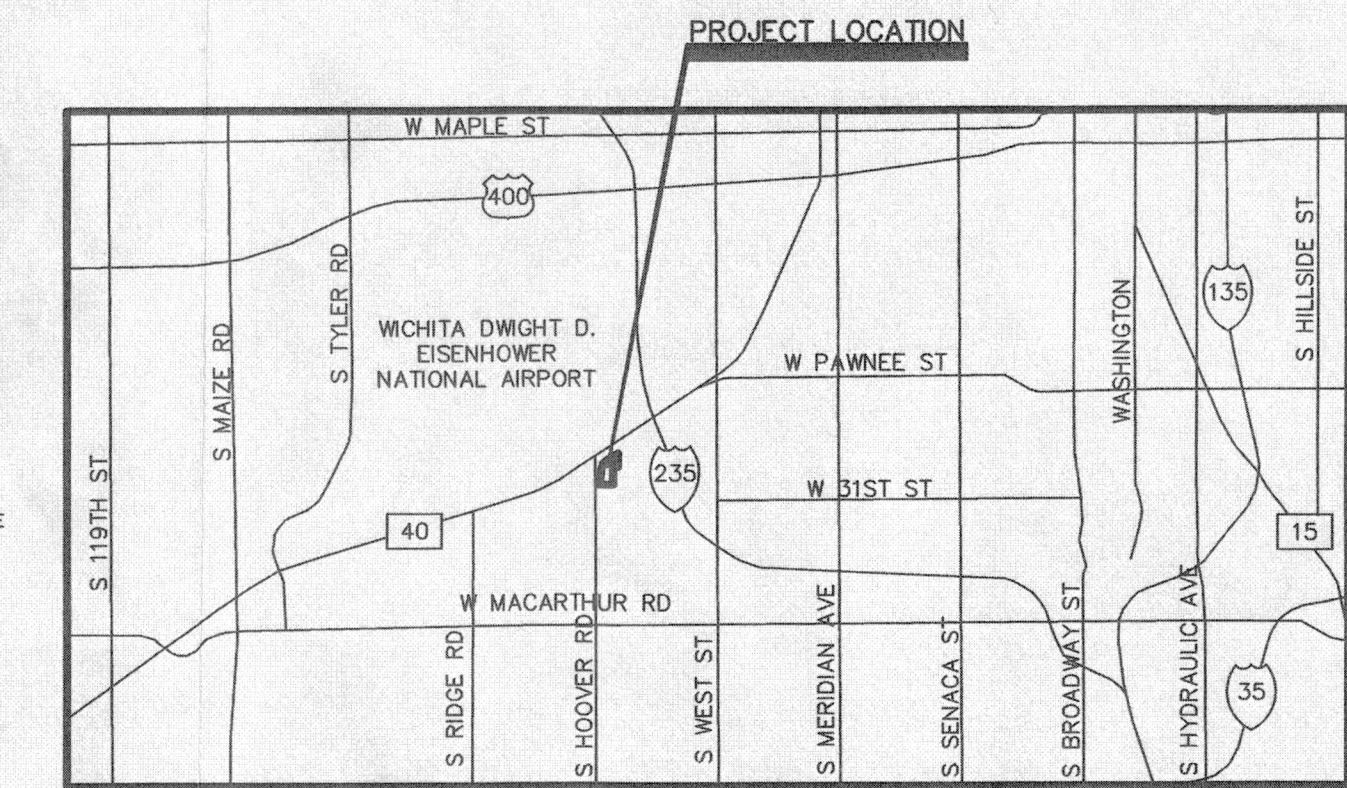 PROJECT LOCATION
W MAPLE ST
400
S TYLER RD
S MAIZE RD
S 119TH ST
WICHITA DWIGHT D.
EISENHOWER
NATIONAL AIRPORT
W PAWNEE ST
WASHINGTON
135
S HILLSIDE ST
235
W 31ST ST
40
15
W MACARTHUR RD
S RIDGE RD
S HOOVER RD
S WEST ST
S MERIDIAN AVE
S SENACA ST
S BROADWAY ST
S HYDRAULIC AVE
35